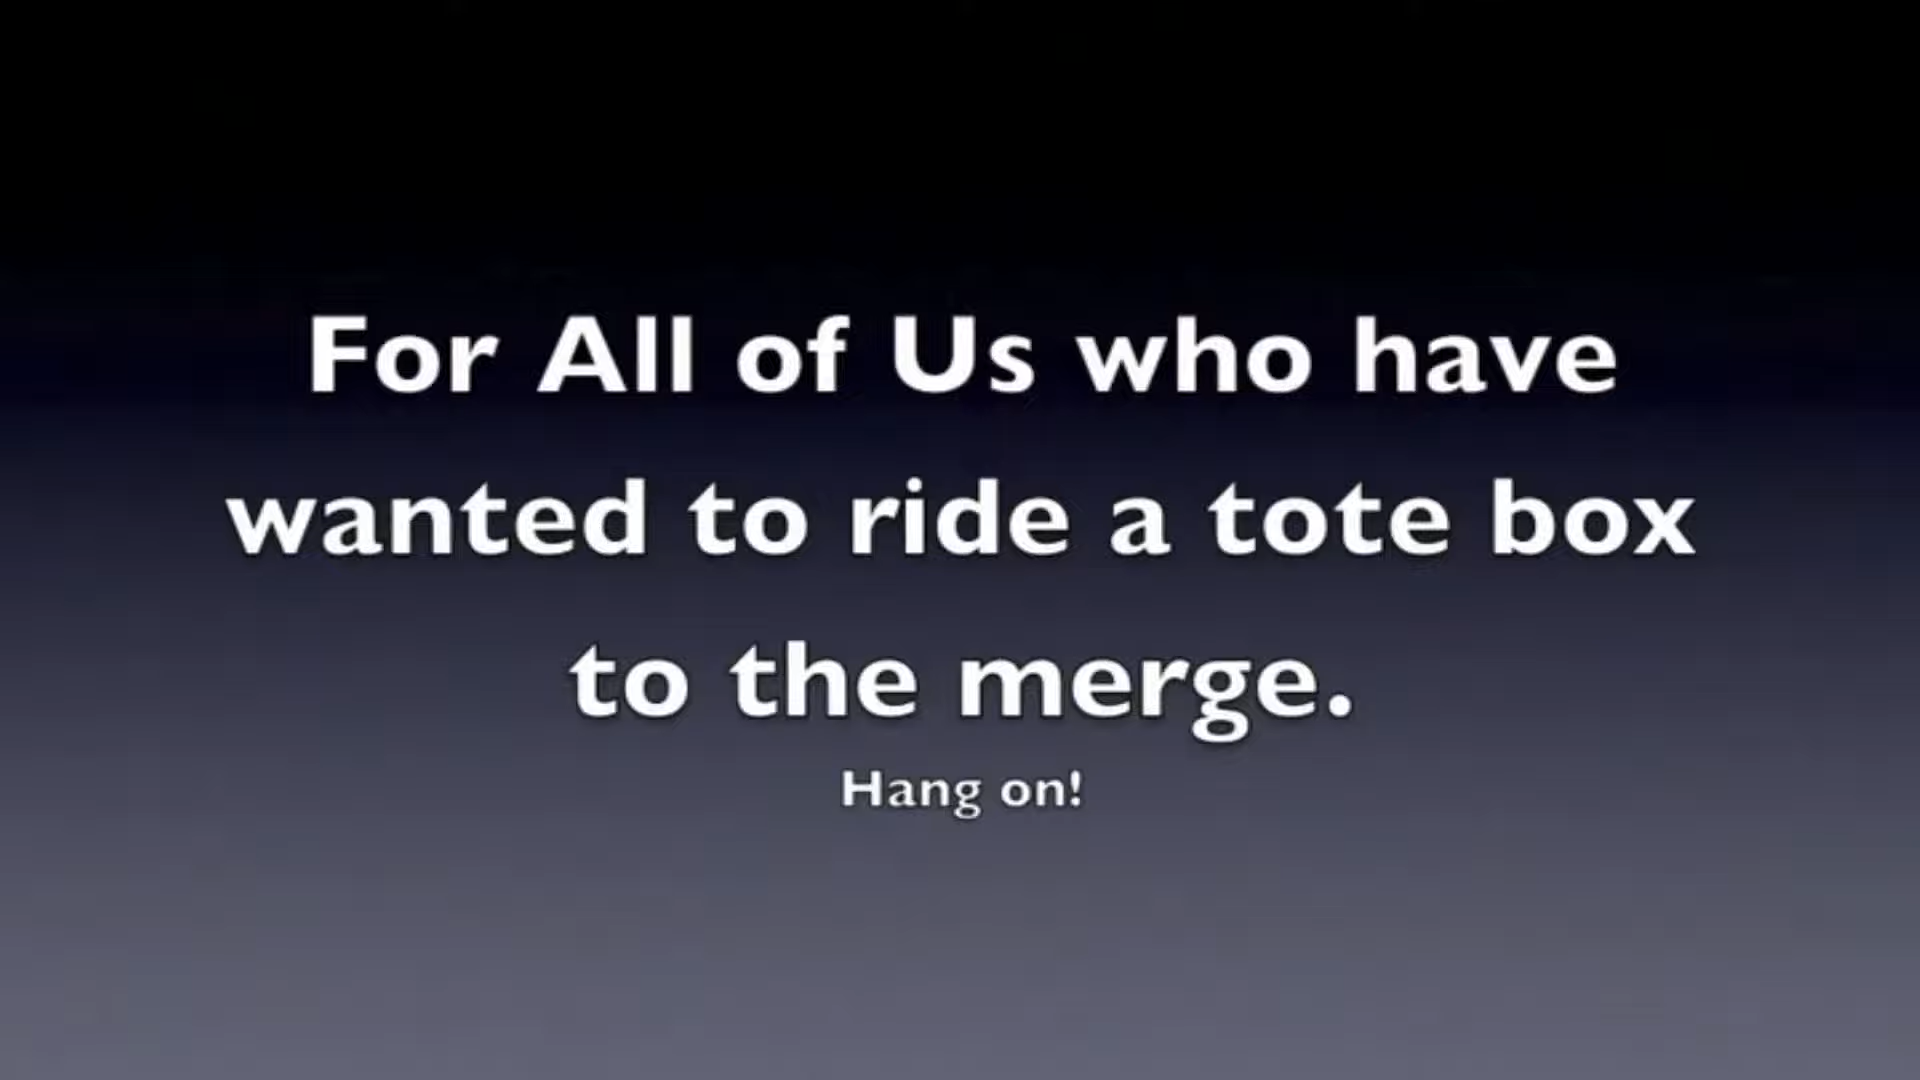 For All of Us who have
wanted to ride a tote box
to the merge.
Hang on!